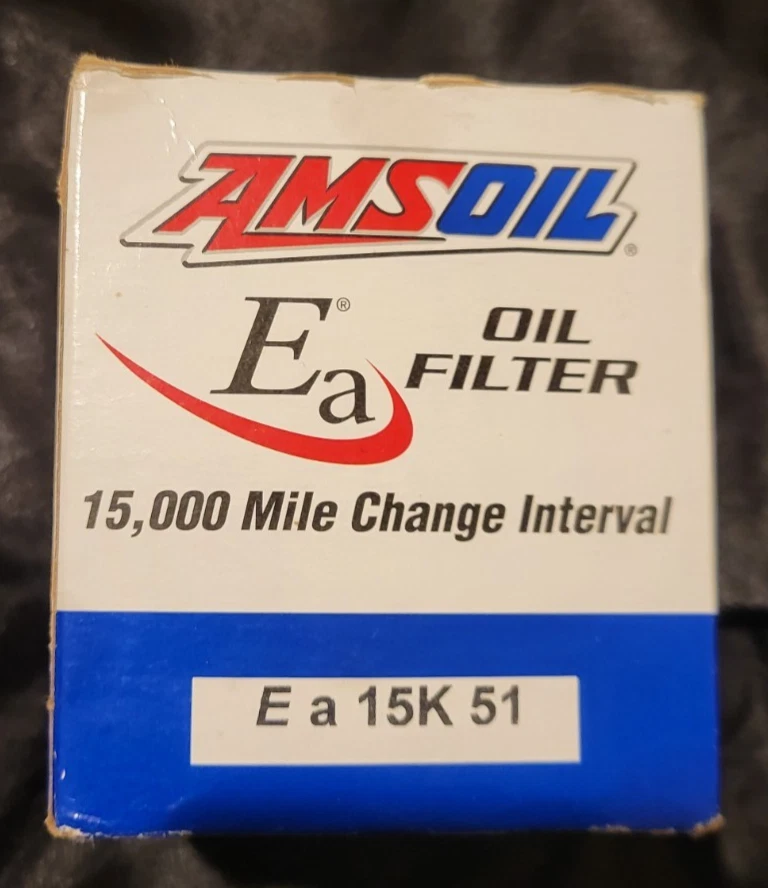 AMSOIL®
Ea®
OIL
FILTER
15,000 Mile Change Interval
E a 15K 51